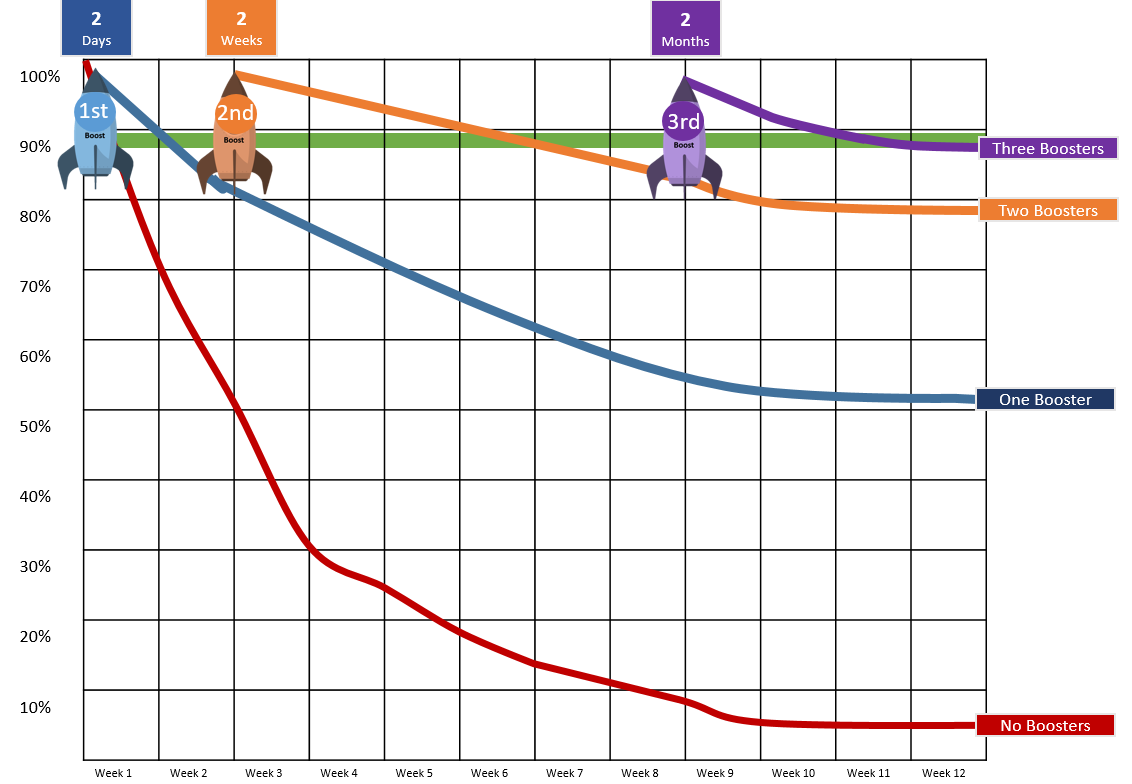 2
Days
2
Weeks
2
Months
100%
90%
80%
70%
60%
50%
40%
30%
20%
10%
1st
Boost
2nd
Boost
3rd
Boost
Three Boosters
Two Boosters
One Booster
No Boosters
Week 1
Week 2
Week 3
Week 4
Week 5
Week 6
Week 7
Week 8
Week 9
Week 10
Week 11
Week 12